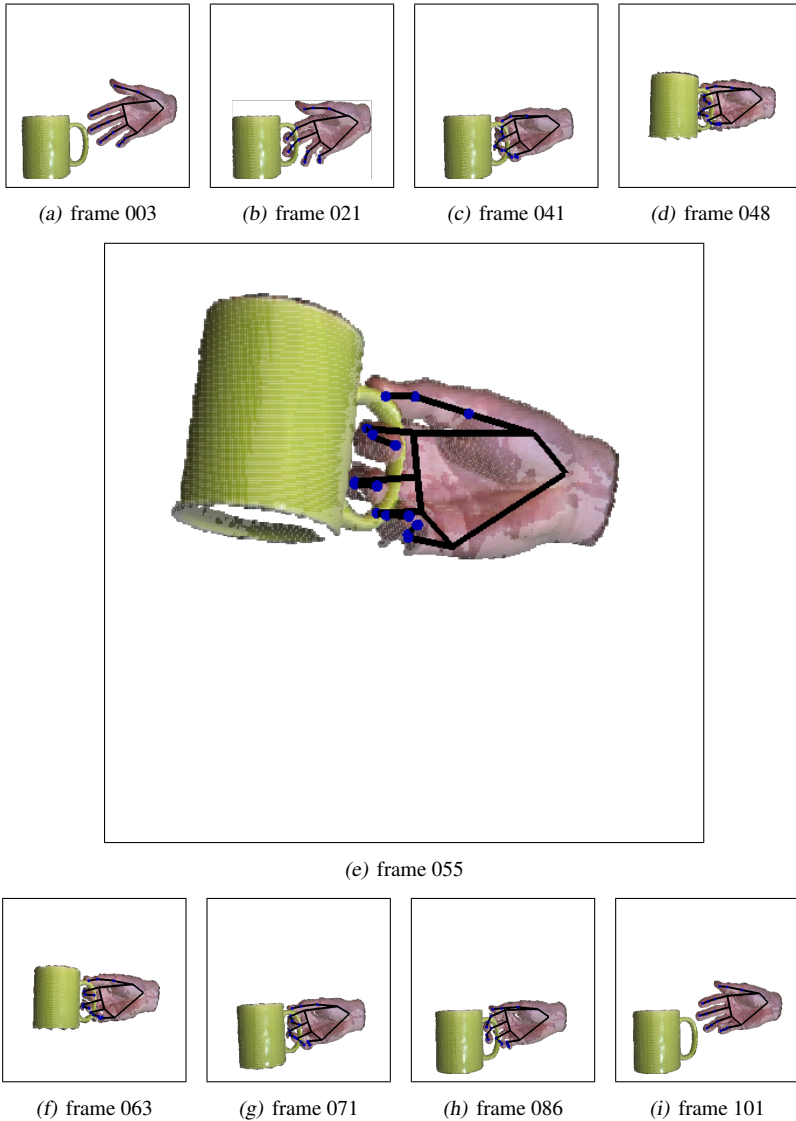 (a) frame 003
(b) frame 021
(c) frame 041
(d) frame 048
(e) frame 055
(f) frame 063
(g) frame 071
(h) frame 086
(i) frame 101